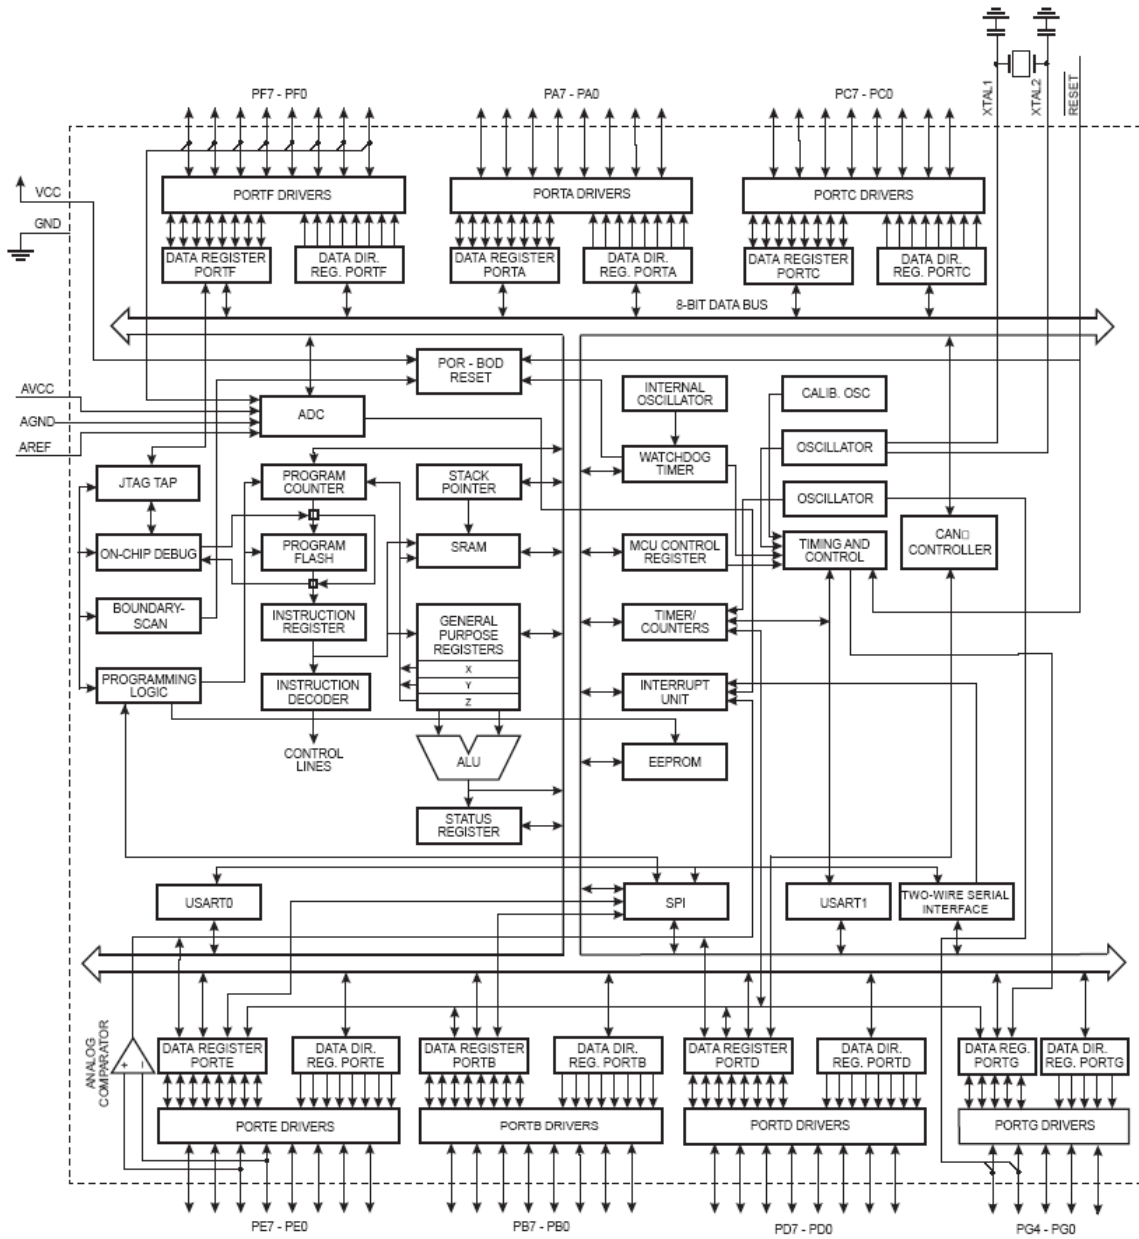 XTAL1
XTAL2
RESET
PF7 - PF0
PA7 - PA0
PC7 - PC0
VCC
GND
PORTF DRIVERS
PORTA DRIVERS
PORTC DRIVERS
DATA REGISTER
PORTF
DATA DIR.
REG. PORTF
DATA REGISTER
PORTA
DATA DIR.
REG. PORTA
DATA REGISTER
PORTC
DATA DIR.
REG. PORTC
8-BIT DATA BUS
POR - BOD
RESET
INTERNAL
OSCILLATOR
CALIB. OSC
AVCC
AGND
AREF
ADC
OSCILLATOR
WATCHDOG
TIMER
JTAG TAP
PROGRAM
COUNTER
STACK
POINTER
OSCILLATOR
ON-CHIP DEBUG
PROGRAM
FLASH
SRAM
MCU CONTROL
REGISTER
TIMING AND
CONTROL
CAN□
CONTROLLER
BOUNDARY-
SCAN
INSTRUCTION
REGISTER
GENERAL
PURPOSE
REGISTERS
X
Y
Z
TIMER/
COUNTERS
PROGRAMMING
LOGIC
INSTRUCTION
DECODER
INTERRUPT
UNIT
CONTROL
LINES
ALU
EEPROM
STATUS
REGISTER
USART0
SPI
USART1
TWO-WIRE SERIAL
INTERFACE
ANALOG
COMPARATOR
+
-
DATA REGISTER
PORTE
DATA DIR.
REG. PORTE
DATA REGISTER
PORTB
DATA DIR.
REG. PORTB
DATA REGISTER
PORTD
DATA DIR.
REG. PORTD
DATA REG.
PORTG
DATA DIR.
REG. PORTG
PORTE DRIVERS
PORTB DRIVERS
PORTD DRIVERS
PORTG DRIVERS
PE7 - PE0
PB7 - PB0
PD7 - PD0
PG4 - PG0